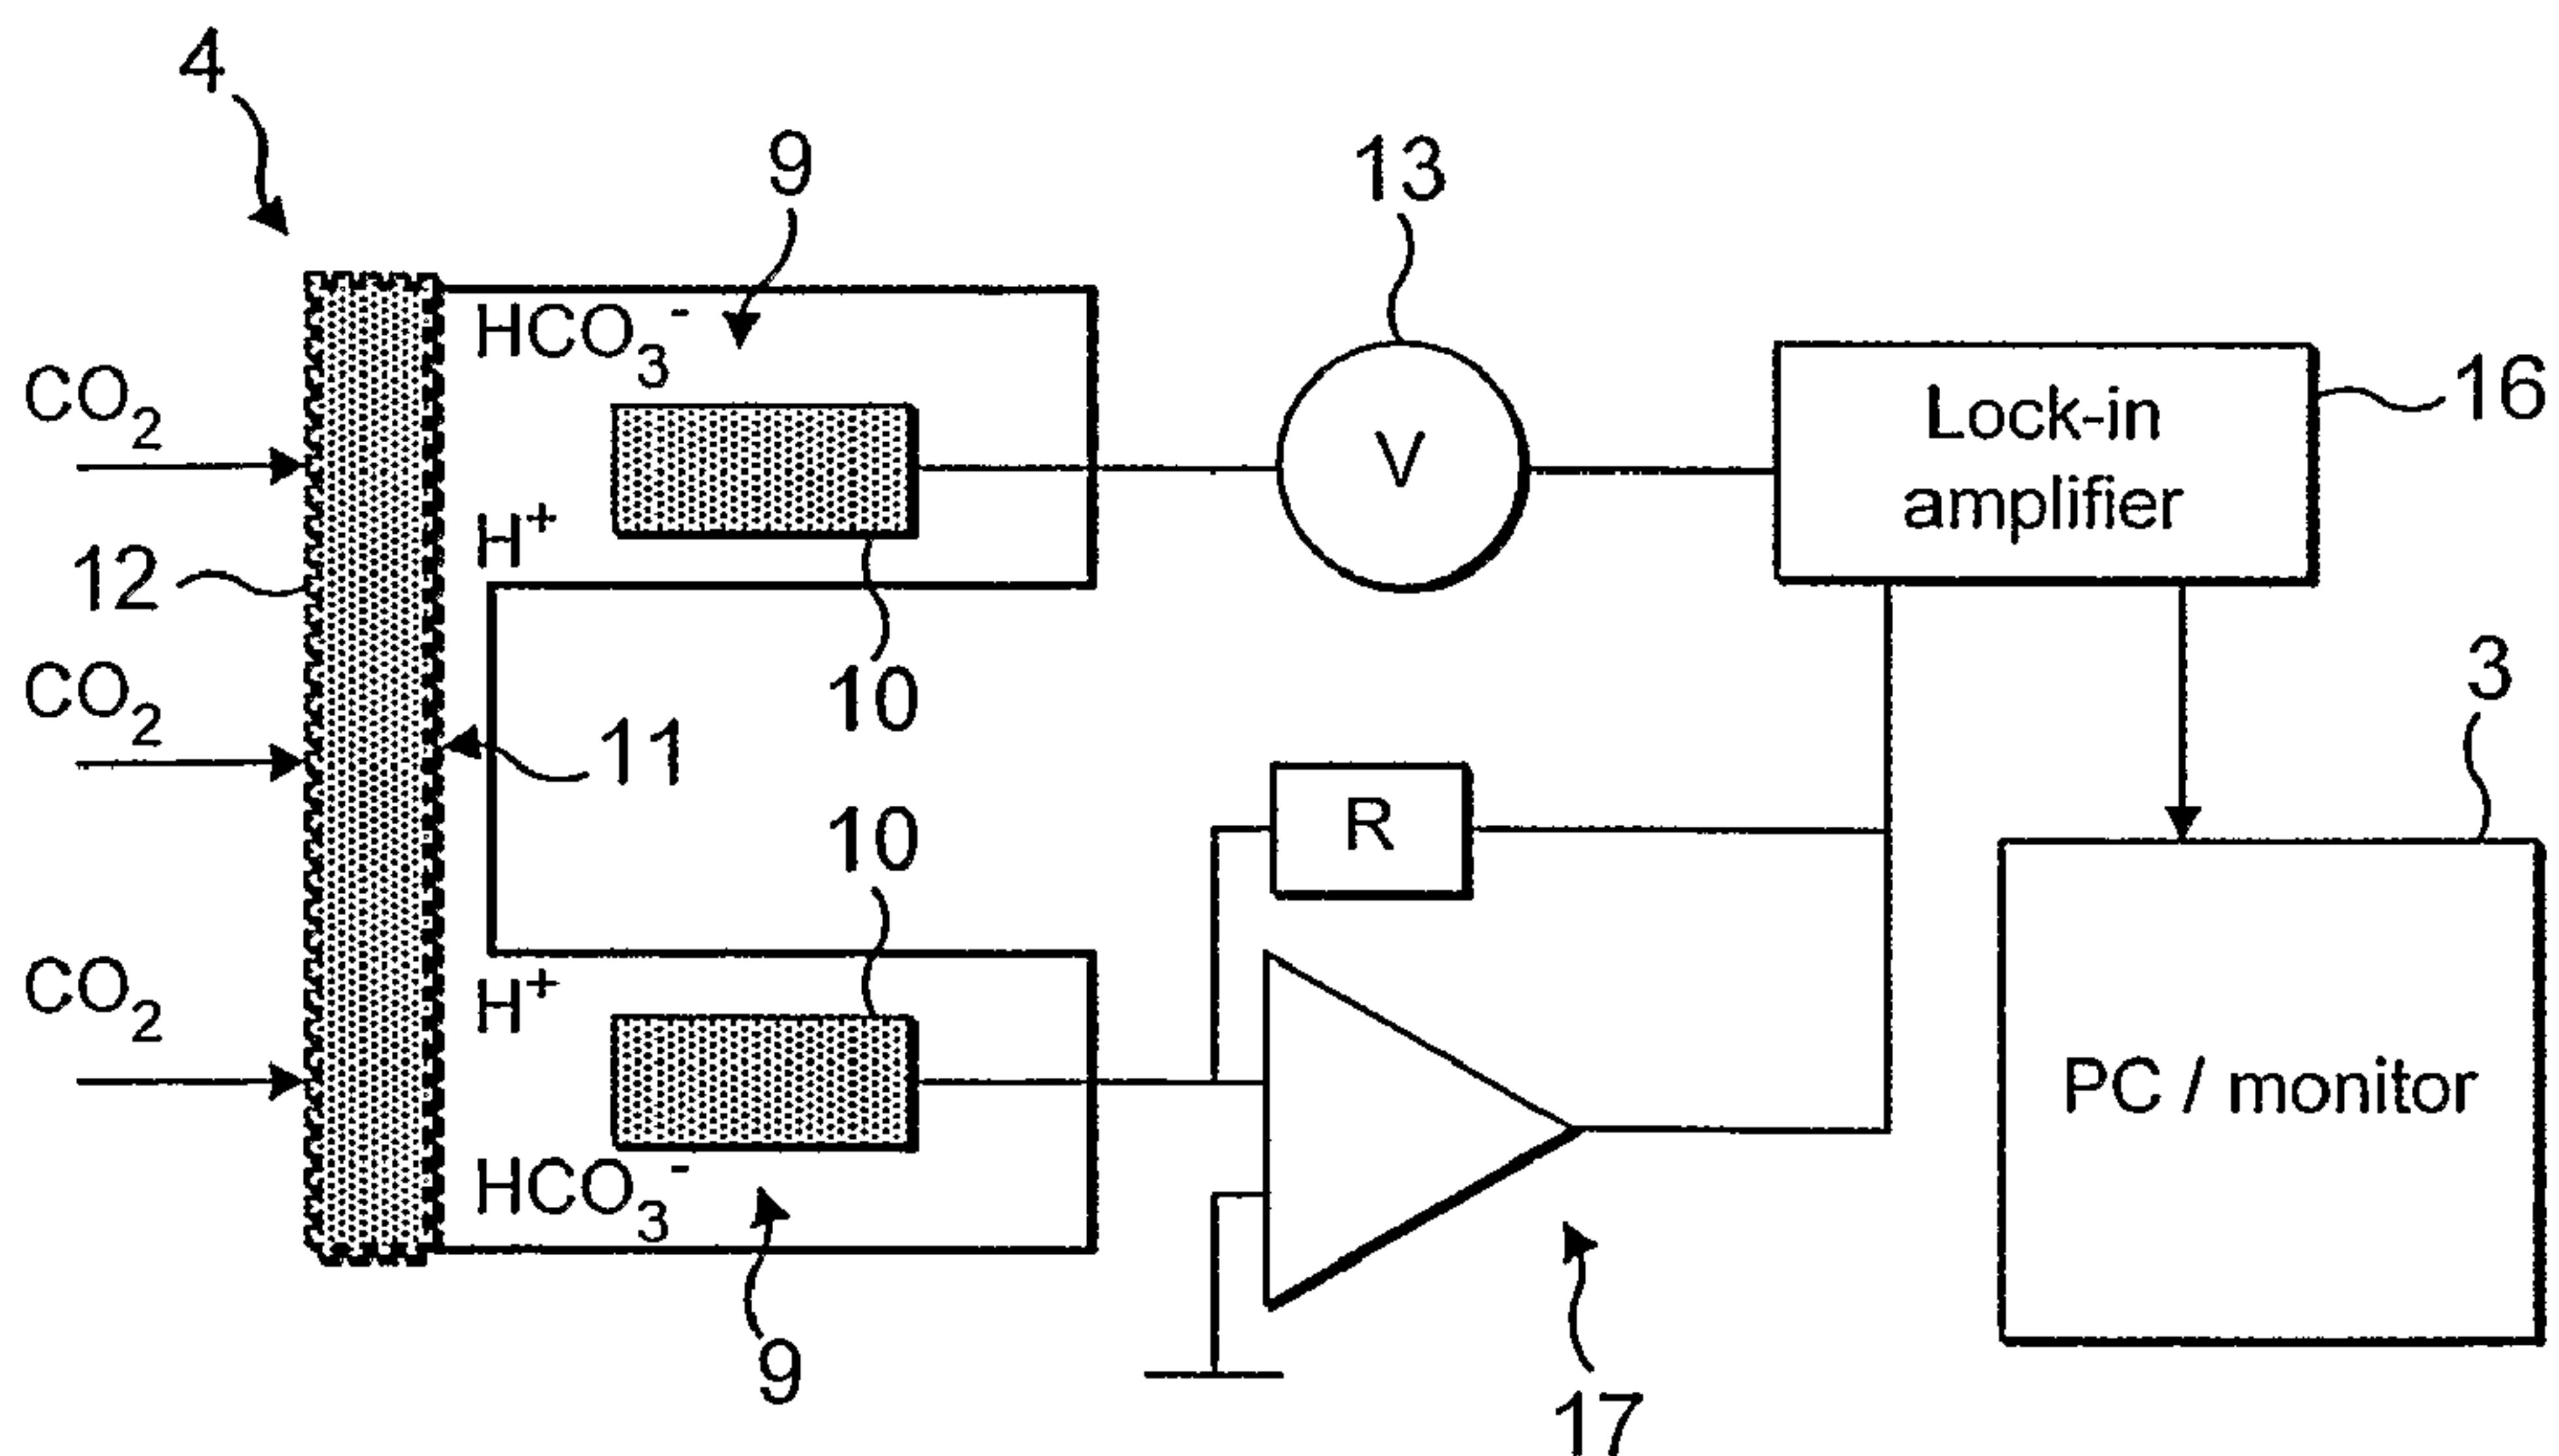 4
9
13
HCO₃⁻
CO₂
V
Lock-in
amplifier
16
H⁺
12
10
CO₂
11
3
R
10
CO₂
H⁺
PC / monitor
HCO₃⁻
9
17